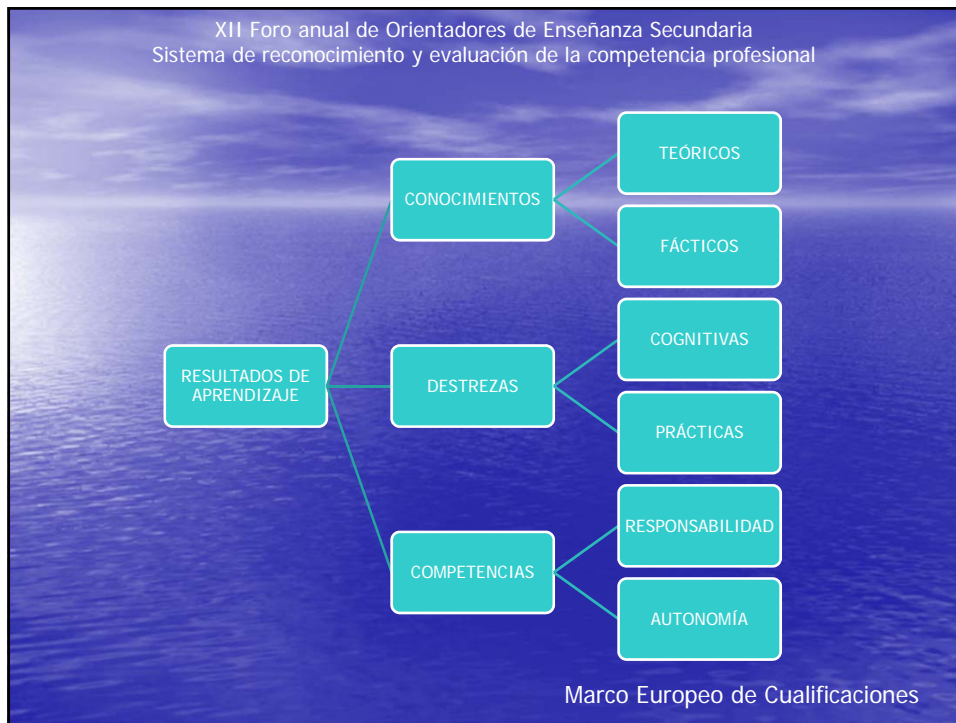 XII Foro anual de Orientadores de Enseñanza Secundaria
Sistema de reconocimiento y evaluación de la competencia profesional
RESULTADOS DE
APRENDIZAJE
CONOCIMIENTOS
TEÓRICOS
FÁCTICOS
DESTREZAS
COGNITIVAS
PRÁCTICAS
COMPETENCIAS
RESPONSABILIDAD
AUTONOMÍA
Marco Europeo de Cualificaciones